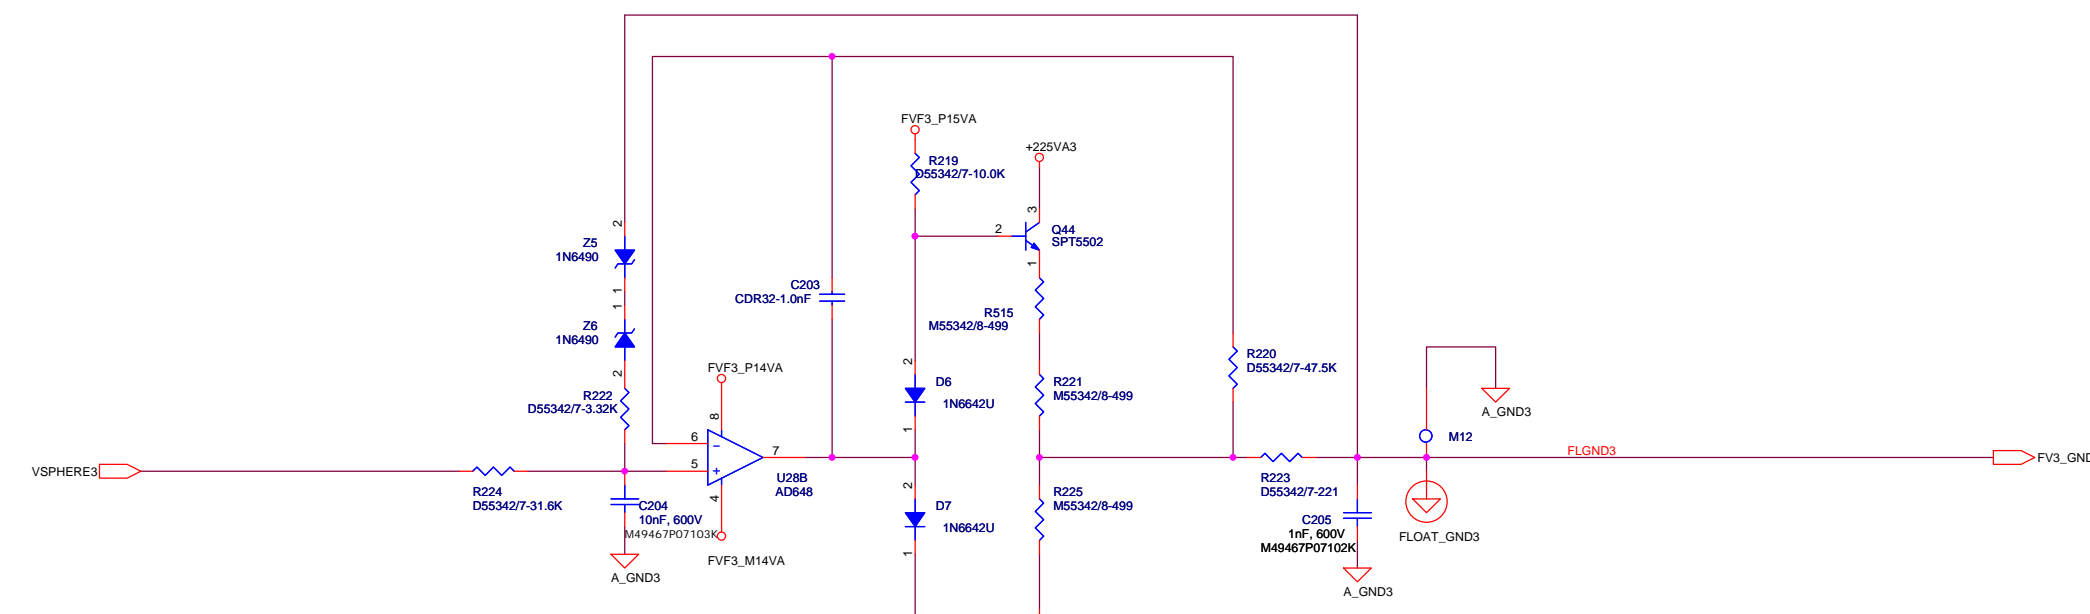 FVF3_P15VA
+225VA3
R219
D55342/7-10.0K
3
2
Q44
SPT5502
1
2
Z5
1N6490
1
1
Z6
1N6490
2
C203
CDR32-1.0nF
R515
M55342/8-499
R222
D55342/7-3.32K
FVF3_P14VA
8
2
D6
1N6642U
1
R221
M55342/8-499
R220
D55342/7-47.5K
A_GND3
M12
6
5
7
4
U28B
AD648
VSPHERE3
R224
D55342/7-31.6K
C204
10nF, 600V
M49467P07103K
A_GND3
FVF3_M14VA
2
D7
1N6642U
1
R225
M55342/8-499
R223
D55342/7-221
C205
1nF, 600V
M49467P07102K
A_GND3
FLGND3
FLOAT_GND3
FV3_GND